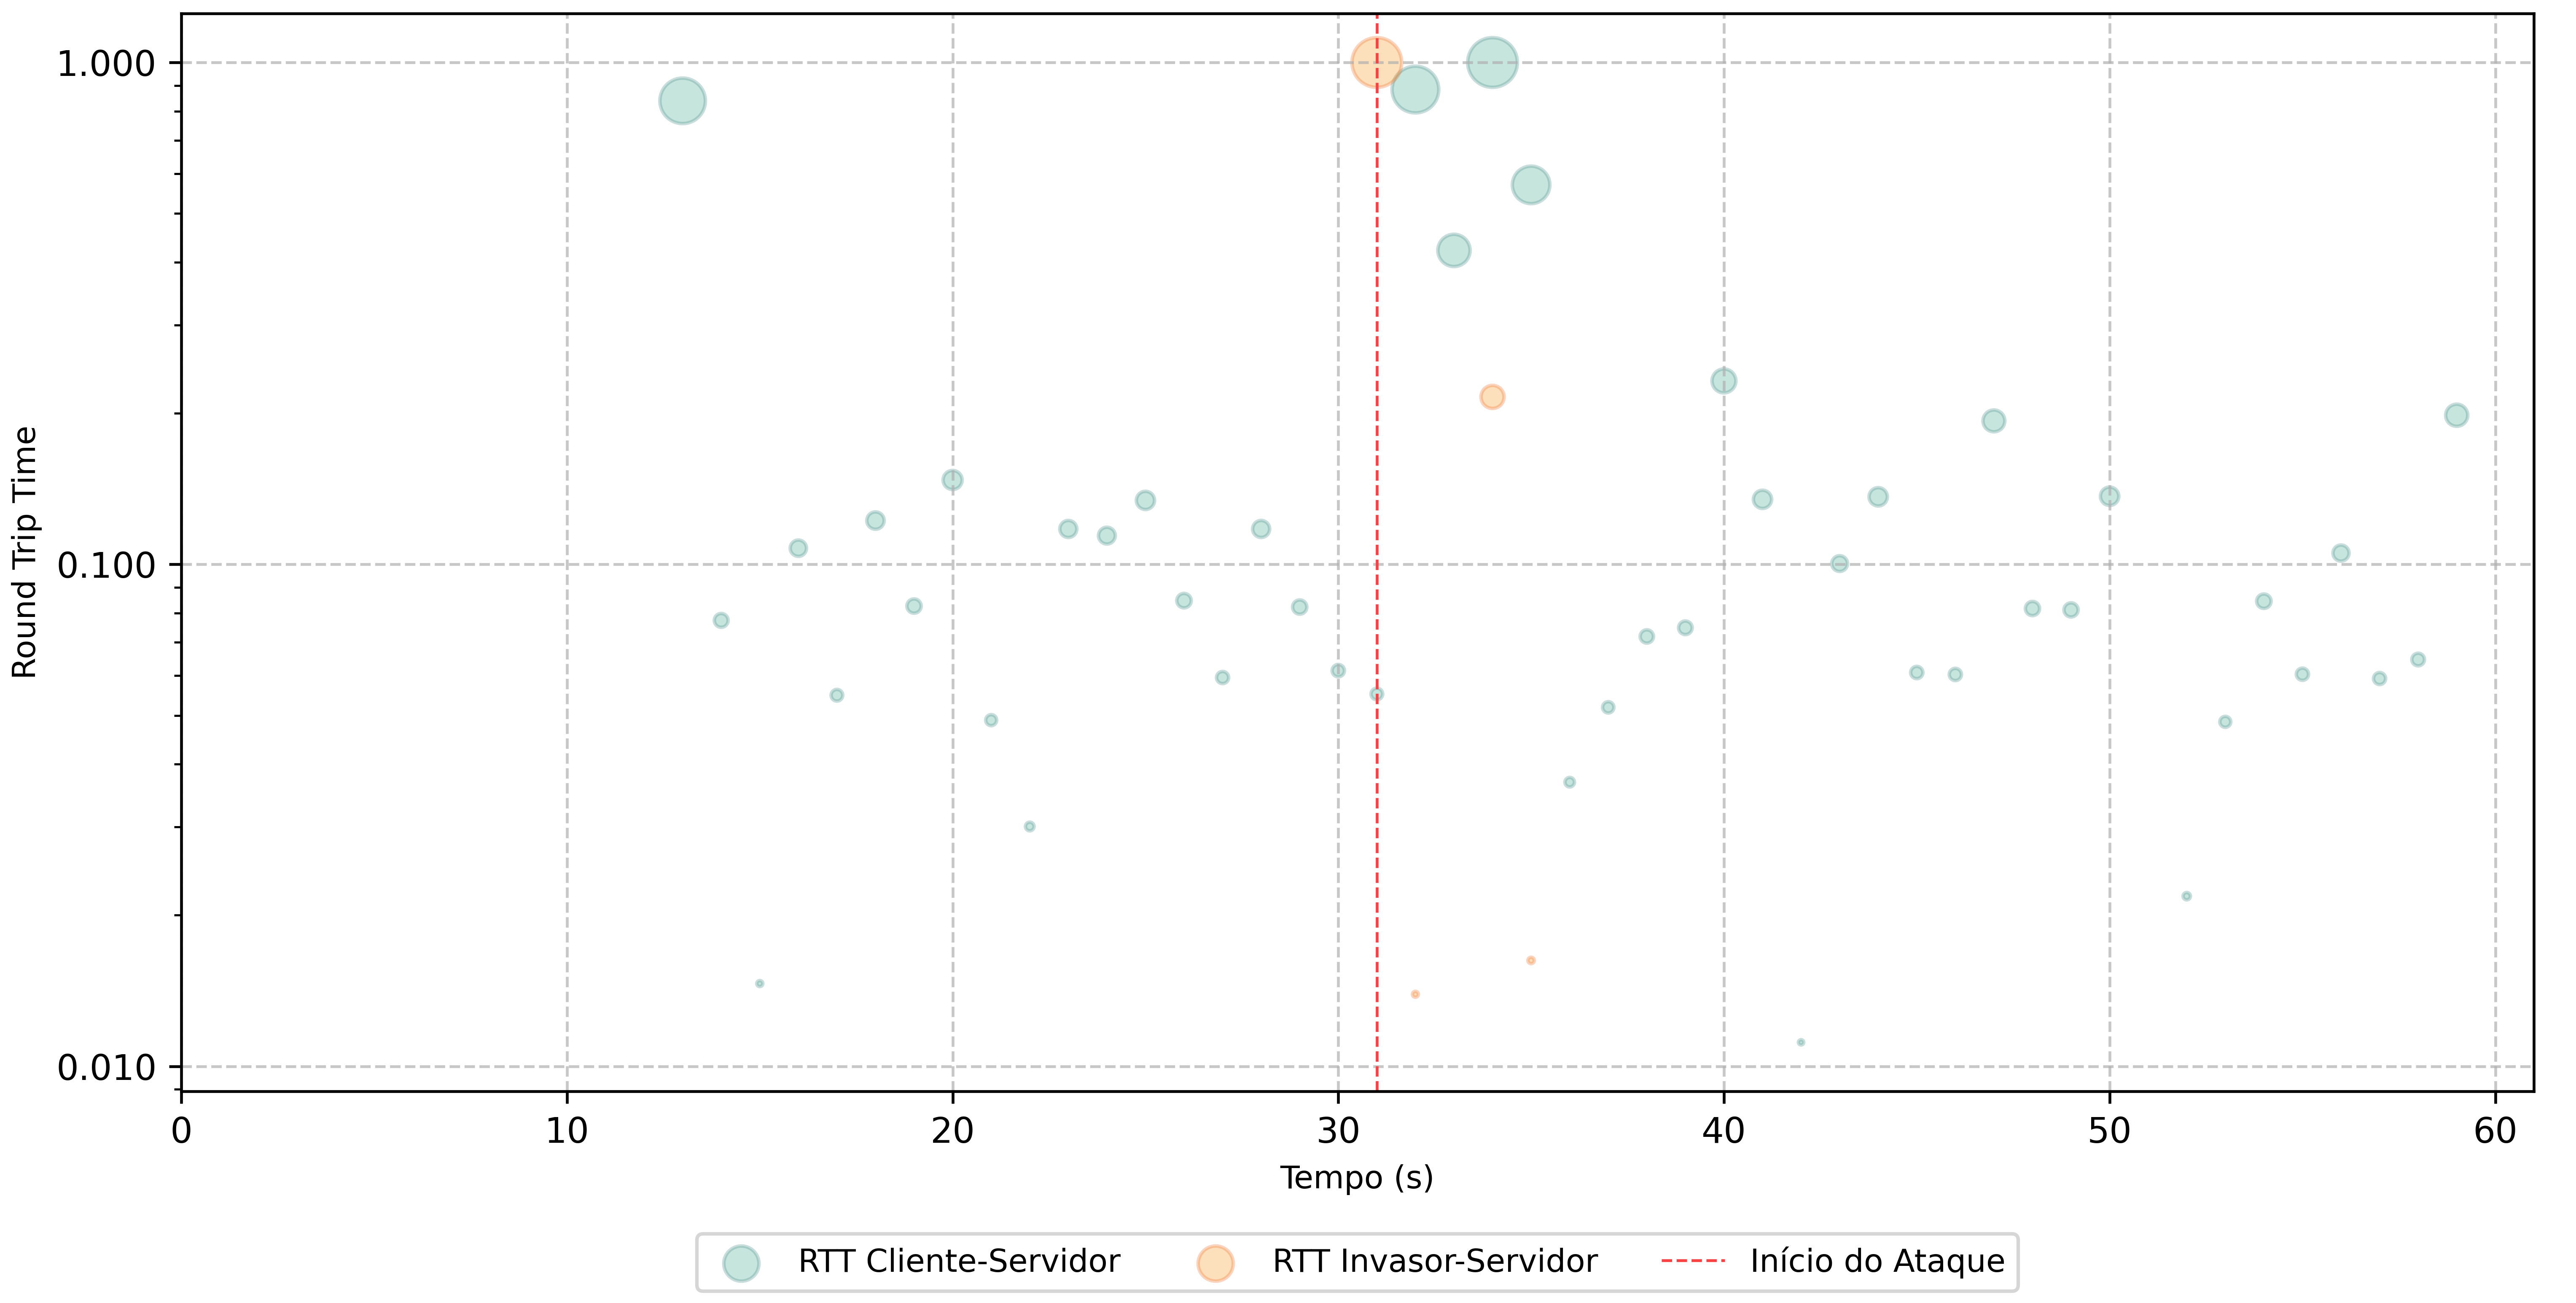 Round Trip Time
1.000
0.100
0.010
0 10 20 30 40 50 60
Tempo (s)
RTT Cliente-Servidor RTT Invasor-Servidor Início do Ataque